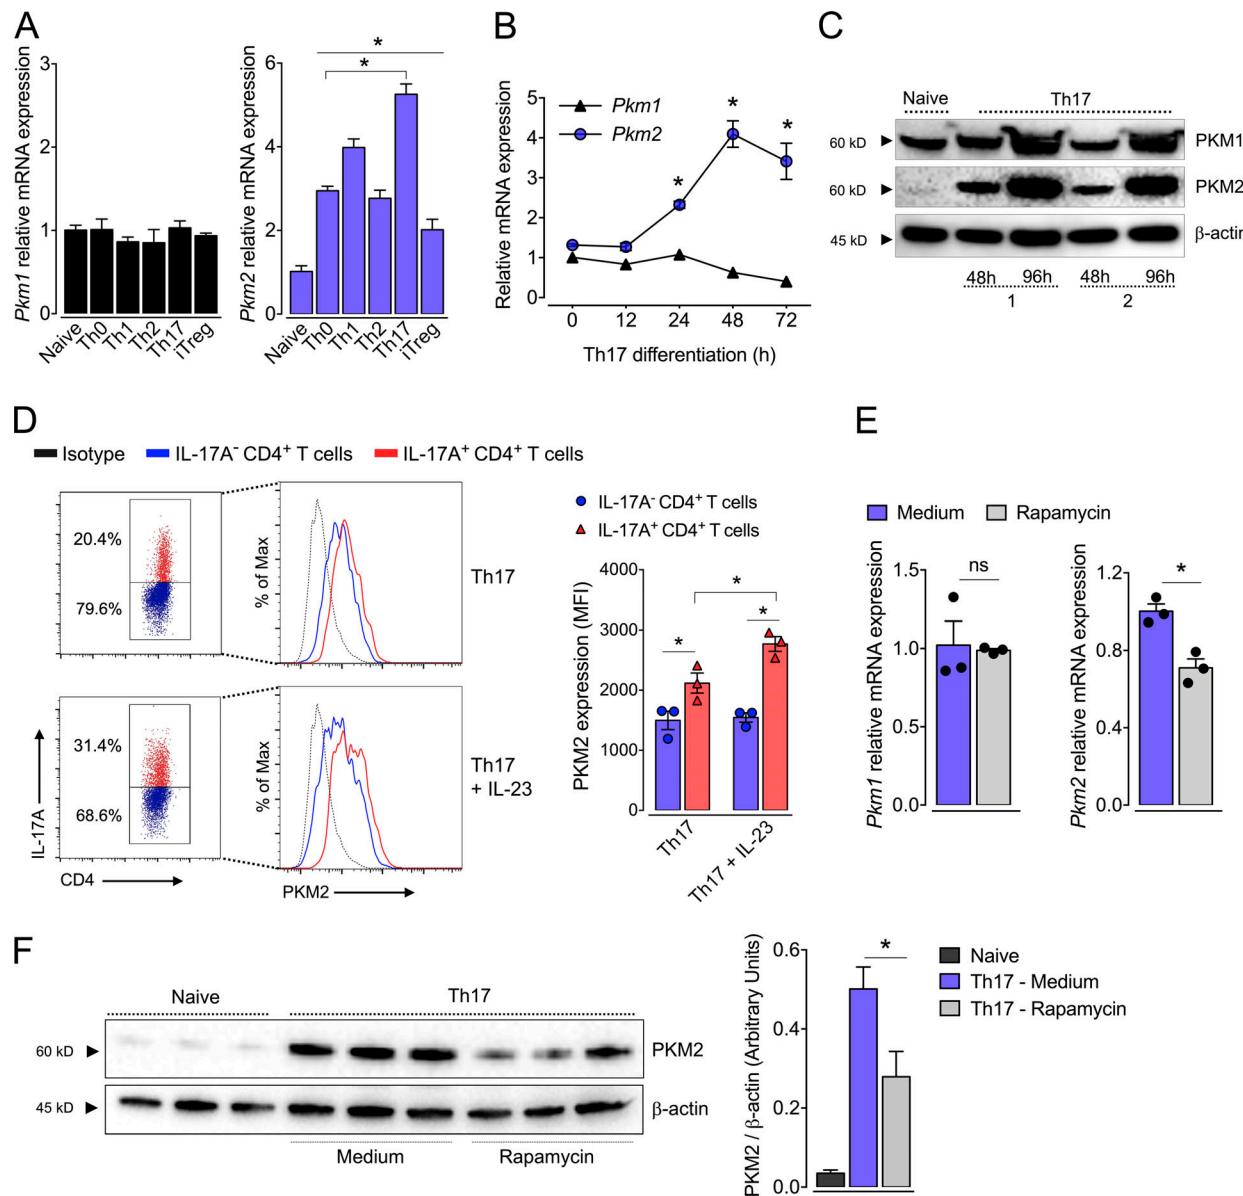 A
Pkm1 relative mRNA expression
3
2
1
0
Naive
Th0
Th1
Th2
Th17
iTreg
Pkm2 relative mRNA expression
6
4
2
0
*
*
Naive
Th0
Th1
Th2
Th17
iTreg
B
Relative mRNA expression
5
4
3
2
1
0
Pkm1
Pkm2
*
*
*
0 12 24 48 72
Th17 differentiation (h)
C
Naive Th17
60 kD PKM1
60 kD PKM2
45 kD β-actin
48h 96h 48h 96h
1 2
D
Isotype IL-17A- CD4+ T cells IL-17A+ CD4+ T cells
20.4%
79.6%
% of Max
Th17
31.4%
68.6%
% of Max
Th17
+ IL-23
IL-17A
CD4
PKM2
IL-17A- CD4+ T cells
IL-17A+ CD4+ T cells
PKM2 expression (MFI)
4000
3000
2000
1000
0
*
*
*
Th17
Th17 + IL-23
E
Medium Rapamycin
Pkm1 relative mRNA expression
1.5
1.0
0.5
0.0
ns
Pkm2 relative mRNA expression
1.2
0.8
0.4
0.0
*
F
Naive Th17
60 kD PKM2
45 kD β-actin
Medium Rapamycin
PKM2 / β-actin (Arbitrary Units)
0.6
0.4
0.2
0.0
*
Naive
Th17 - Medium
Th17 - Rapamycin